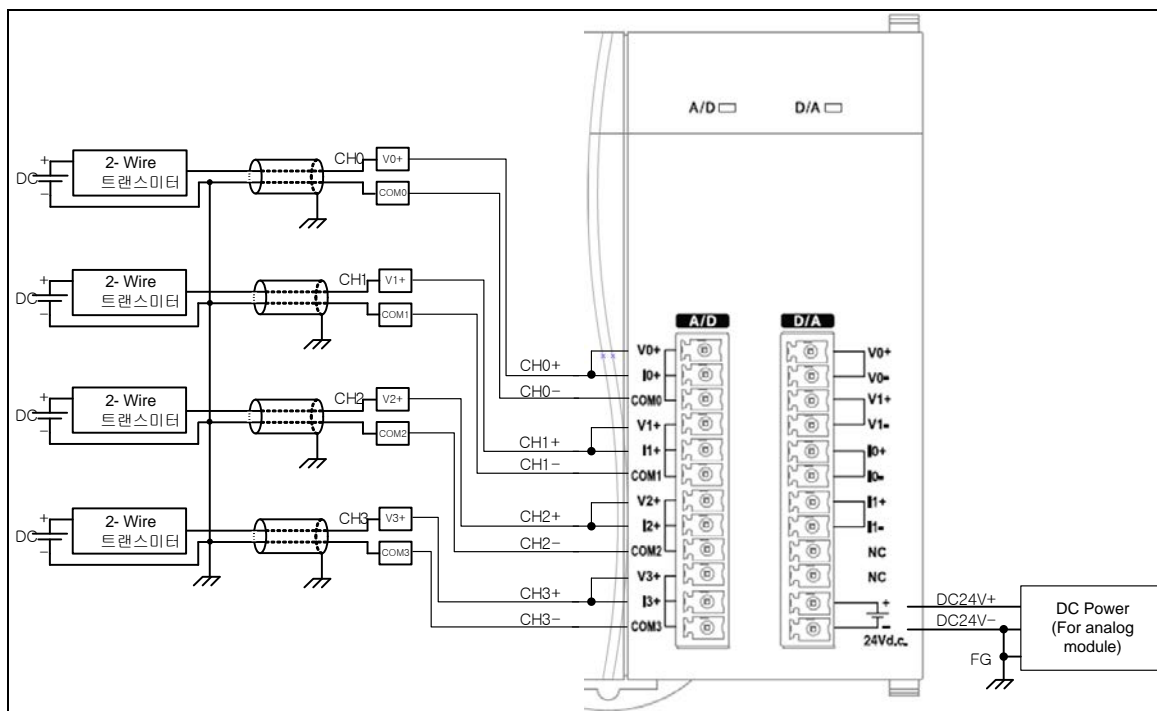 A/D
D/A
+
DC
−
2- Wire
트랜스미터
CH0
V0+
COM0
+
DC
−
2- Wire
트랜스미터
CH1
V1+
COM1
+
DC
−
2- Wire
트랜스미터
CH2
V2+
COM2
+
DC
−
2- Wire
트랜스미터
CH3
V3+
COM3
CH0+
CH0−
CH1+
CH1−
CH2+
CH2−
CH3+
CH3−
A/D
V0+
I0+
COM0
V1+
I1+
COM1
V2+
I2+
COM2
V3+
I3+
COM3
D/A
V0+
V0-
V1+
V1-
I0+
I0-
I1+
I1-
NC
NC
+
−
24Vd.c.
DC24V+
DC24V−
FG
DC Power
(For analog
module)